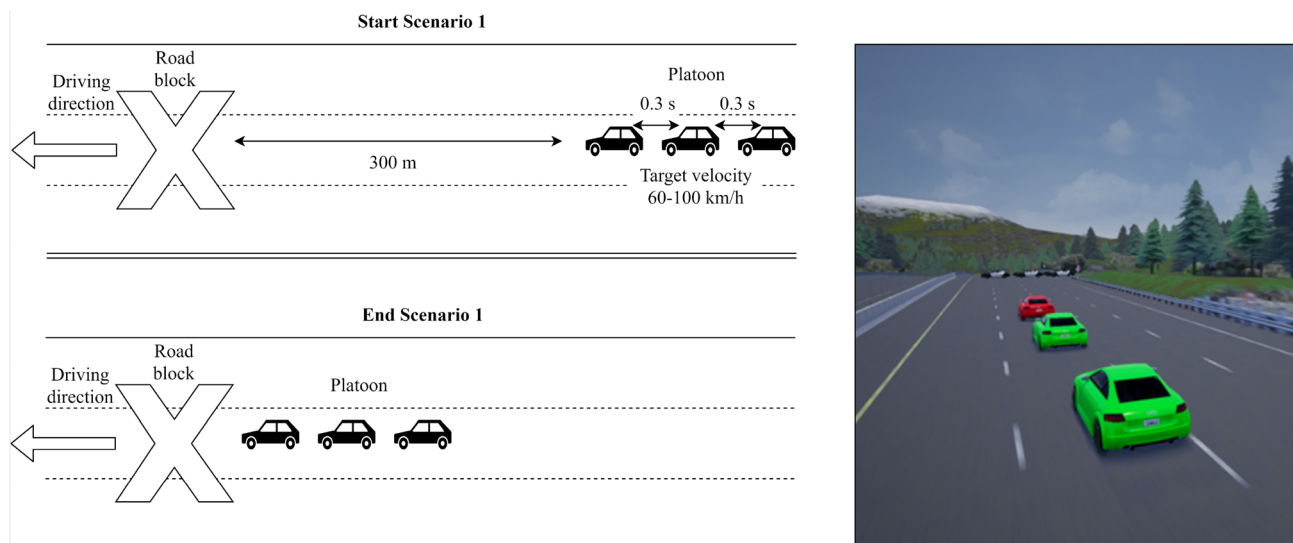 Start Scenario 1
Road
block
Driving
direction
Platoon
0.3 s
0.3 s
300 m
Target velocity
60-100 km/h
End Scenario 1
Road
block
Driving
direction
Platoon